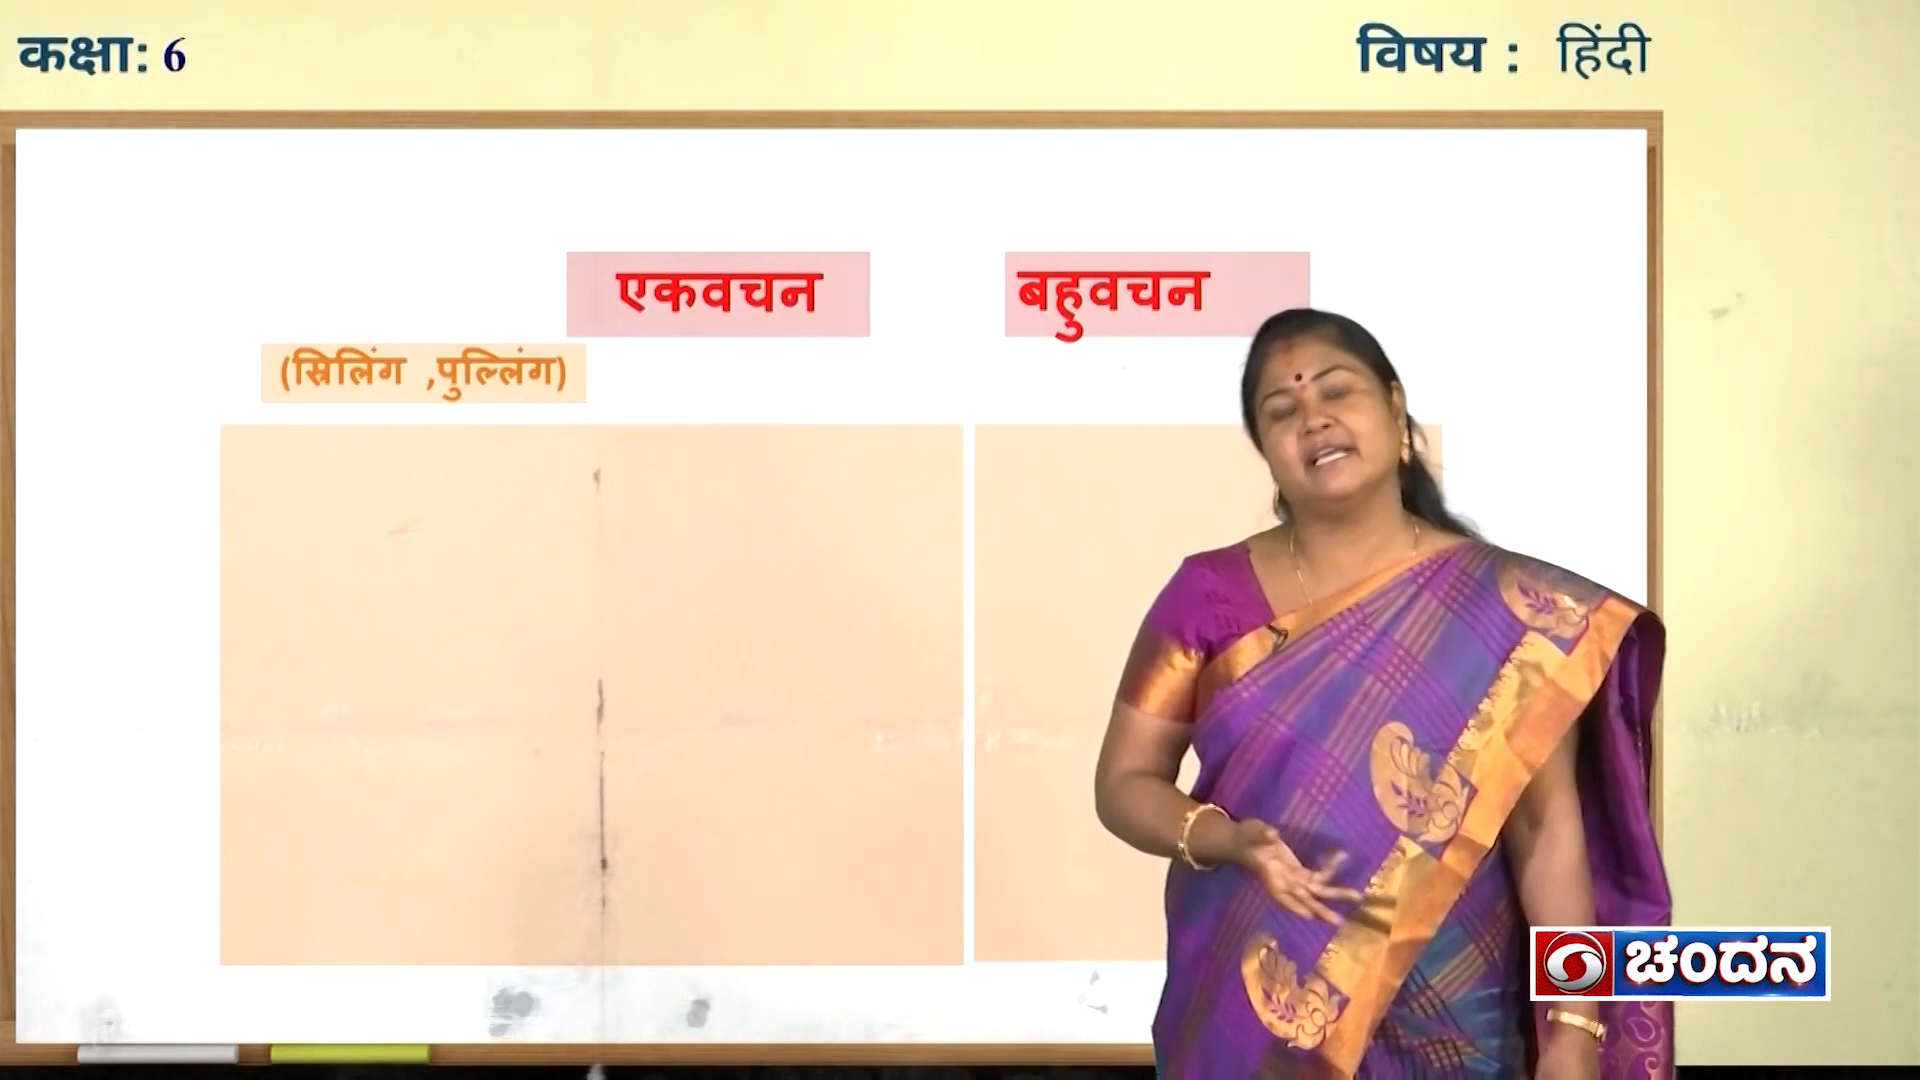 कक्षा: 6
विषय : हिंदी
एकवचन
बहुवचन
(स्रिलिंग ,पुल्लिंग)
ಚಂದನ